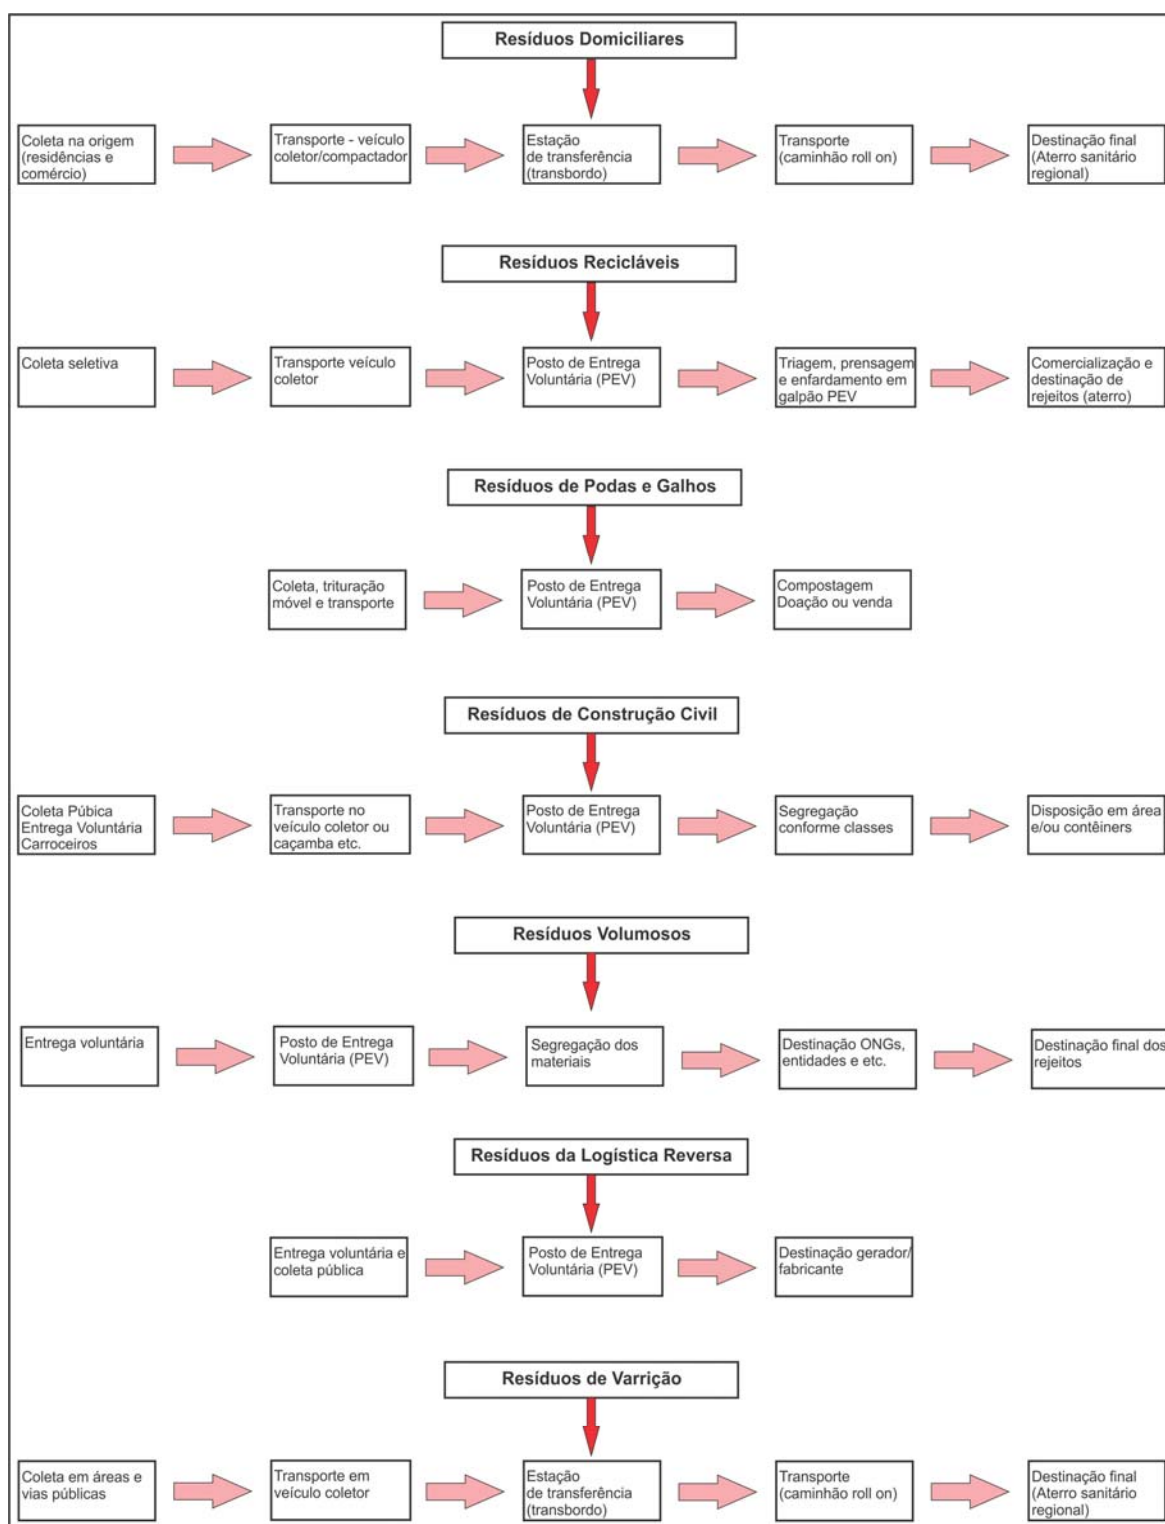 Resíduos Domiciliares
Coleta na origem
(residências e
comércio)
Transporte - veículo
coletor/compactador
Estação
de transferência
(transbordo)
Transporte
(caminhão roll on)
Destinação final
(Aterro sanitário
regional)
Resíduos Recicláveis
Coleta seletiva
Transporte veículo
coletor
Posto de Entrega
Voluntária (PEV)
Triagem, prensagem
e enfardamento em
galpão PEV
Comercialização e
destinação de
rejeitos (aterro)
Resíduos de Podas e Galhos
Coleta, trituração
móvel e transporte
Posto de Entrega
Voluntária (PEV)
Compostagem
Doação ou venda
Resíduos de Construção Civil
Coleta Púbica
Entrega Voluntária
Carroceiros
Transporte no
veículo coletor ou
caçamba etc.
Posto de Entrega
Voluntária (PEV)
Segregação
conforme classes
Disposição em área
e/ou contêiners
Resíduos Volumosos
Entrega voluntária
Posto de Entrega
Voluntária (PEV)
Segregação dos
materiais
Destinação ONGs,
entidades e etc.
Destinação final dos
rejeitos
Resíduos da Logística Reversa
Entrega voluntária e
coleta pública
Posto de Entrega
Voluntária (PEV)
Destinação gerador/
fabricante
Resíduos de Varrição
Coleta em áreas e
vias públicas
Transporte em
veículo coletor
Estação
de transferência
(transbordo)
Transporte
(caminhão roll on)
Destinação final
(Aterro sanitário
regional)